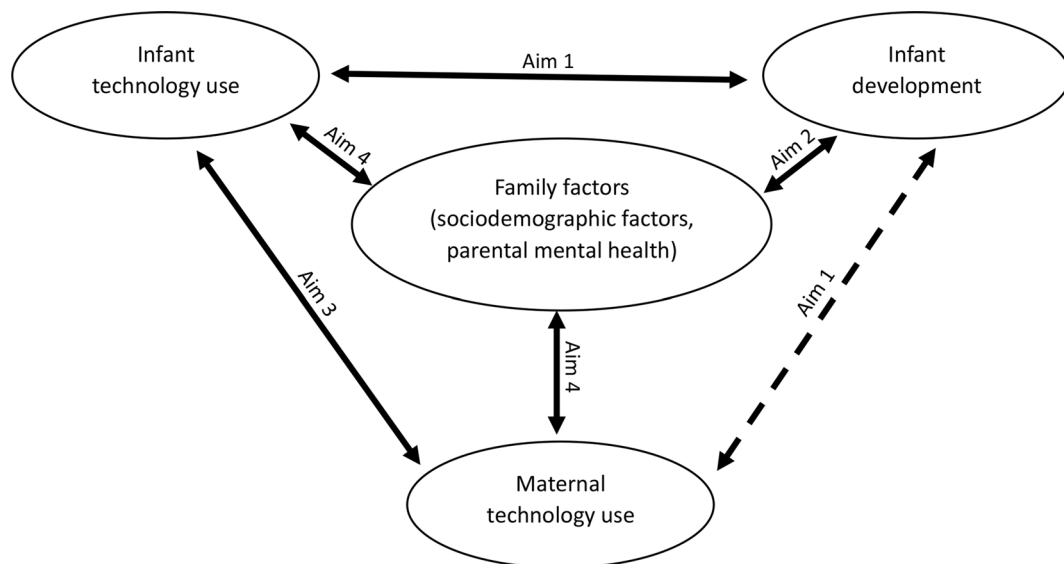 Infant
technology use
Aim 1
Infant
development
Aim 4
Aim 2
Family factors
(sociodemographic factors,
parental mental health)
Aim 3
Aim 4
Aim 1
Maternal
technology use